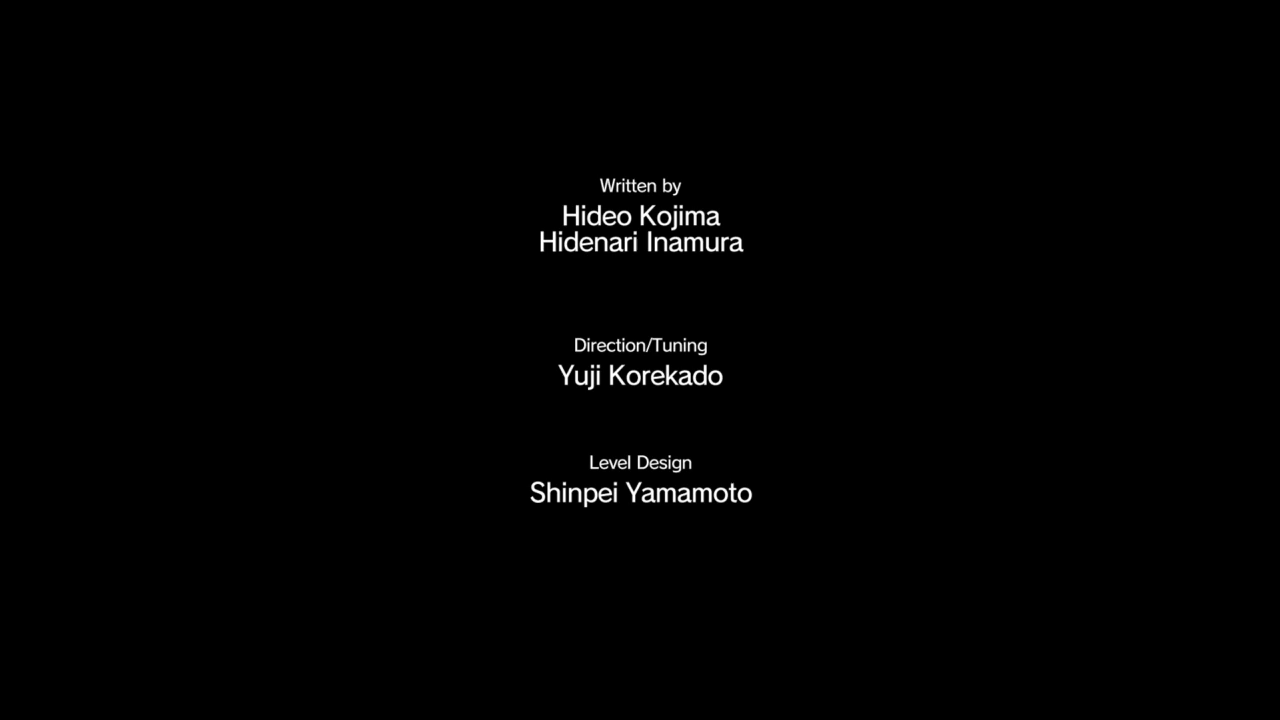 Written by
Hideo Kojima
Hidenari Inamura
Direction/Tuning
Yuji Korekado
Level Design
Shinpei Yamamoto